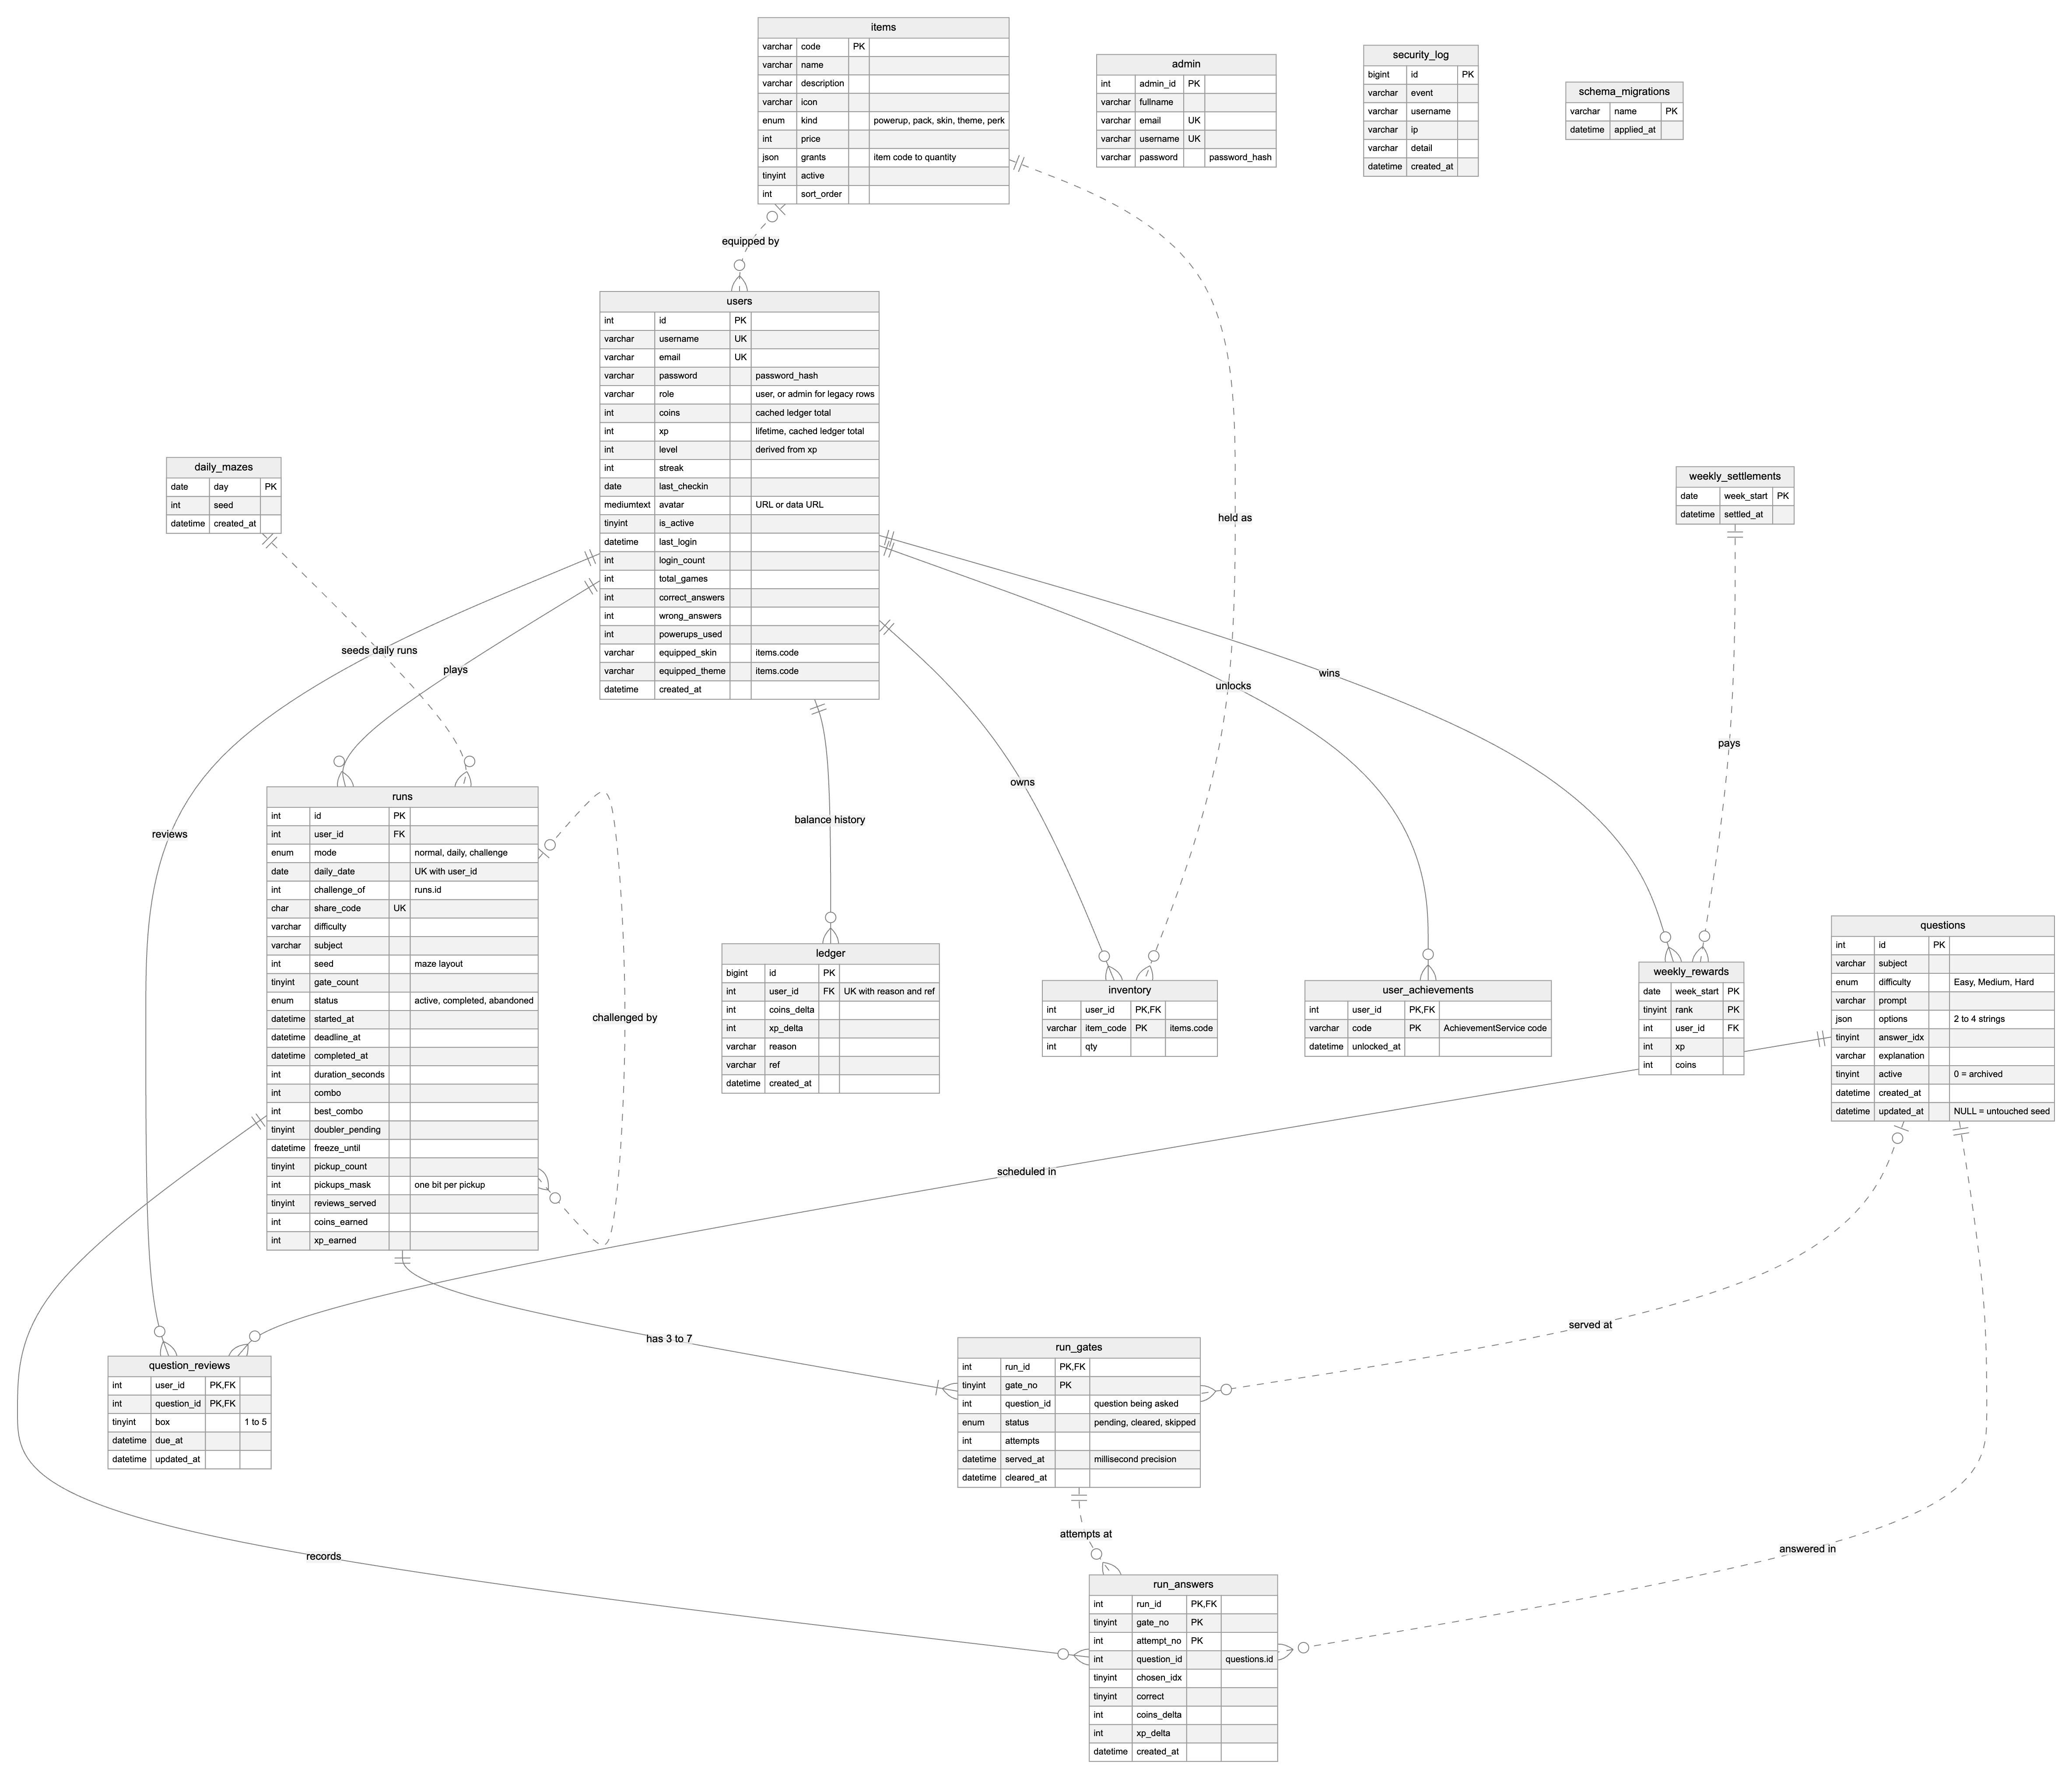 items
varchar code PK
varchar name
varchar description
varchar icon
enum kind powerup, pack, skin, theme, perk
int price
json grants item code to quantity
tinyint active
int sort_order
admin
int admin_id PK
varchar fullname
varchar email UK
varchar username UK
varchar password password_hash
security_log
bigint id PK
varchar event
varchar username
varchar ip
varchar detail
datetime created_at
schema_migrations
varchar name PK
datetime applied_at
equipped by
users
int id PK
varchar username UK
varchar email UK
varchar password password_hash
varchar role user, or admin for legacy rows
int coins cached ledger total
int xp lifetime, cached ledger total
int level derived from xp
int streak
date last_checkin
mediumtext avatar URL or data URL
tinyint is_active
datetime last_login
int login_count
int total_games
int correct_answers
int wrong_answers
int powerups_used
varchar equipped_skin items.code
varchar equipped_theme items.code
datetime created_at
daily_mazes
date day PK
int seed
datetime created_at
held as
weekly_settlements
date week_start PK
datetime settled_at
seeds daily runs
plays
unlocks
wins
pays
owns
balance history
reviews
runs
int id PK
int user_id FK
enum mode normal, daily, challenge
date daily_date UK with user_id
int challenge_of runs.id
char share_code UK
varchar difficulty
varchar subject
int seed maze layout
tinyint gate_count
enum status active, completed, abandoned
datetime started_at
datetime deadline_at
datetime completed_at
int duration_seconds
int combo
int best_combo
tinyint doubler_pending
datetime freeze_until
tinyint pickup_count
int pickups_mask one bit per pickup
tinyint reviews_served
int coins_earned
int xp_earned
challenged by
ledger
bigint id PK
int user_id FK UK with reason and ref
int coins_delta
int xp_delta
varchar reason
varchar ref
datetime created_at
inventory
int user_id PK,FK
varchar item_code PK items.code
int qty
user_achievements
int user_id PK,FK
varchar code PK AchievementService code
datetime unlocked_at
weekly_rewards
date week_start PK
tinyint rank PK
int user_id FK
int xp
int coins
questions
int id PK
varchar subject
enum difficulty Easy, Medium, Hard
varchar prompt
json options 2 to 4 strings
tinyint answer_idx
varchar explanation
tinyint active 0 = archived
datetime created_at
datetime updated_at NULL = untouched seed
scheduled in
has 3 to 7
served at
question_reviews
int user_id PK,FK
int question_id PK,FK
tinyint box 1 to 5
datetime due_at
datetime updated_at
run_gates
int run_id PK,FK
tinyint gate_no PK
int question_id question being asked
enum status pending, cleared, skipped
int attempts
datetime served_at millisecond precision
datetime cleared_at
attempts at
records
answered in
run_answers
int run_id PK,FK
tinyint gate_no PK
int attempt_no PK
int question_id questions.id
tinyint chosen_idx
tinyint correct
int coins_delta
int xp_delta
datetime created_at